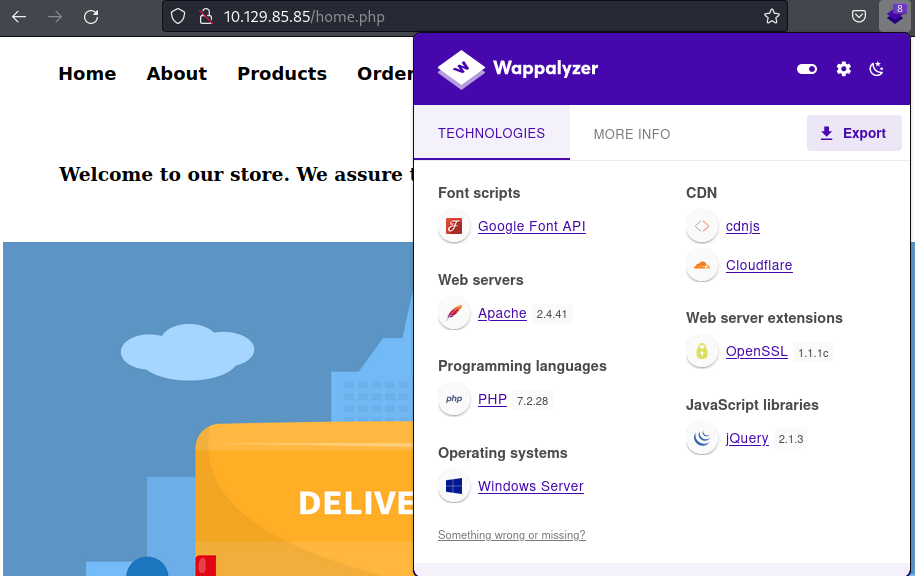 10.129.85.85/home.php
8
Home About Products Order
Wappalyzer
TECHNOLOGIES
MORE INFO
Export
Welcome to our store. We assure t
DELIVE
Font scripts
Google Font API
Web servers
Apache 2.4.41
Programming languages
php PHP 7.2.28
Operating systems
Windows Server
Something wrong or missing?
CDN
cdnjs
Cloudflare
Web server extensions
OpenSSL 1.1.1c
JavaScript libraries
jQuery 2.1.3